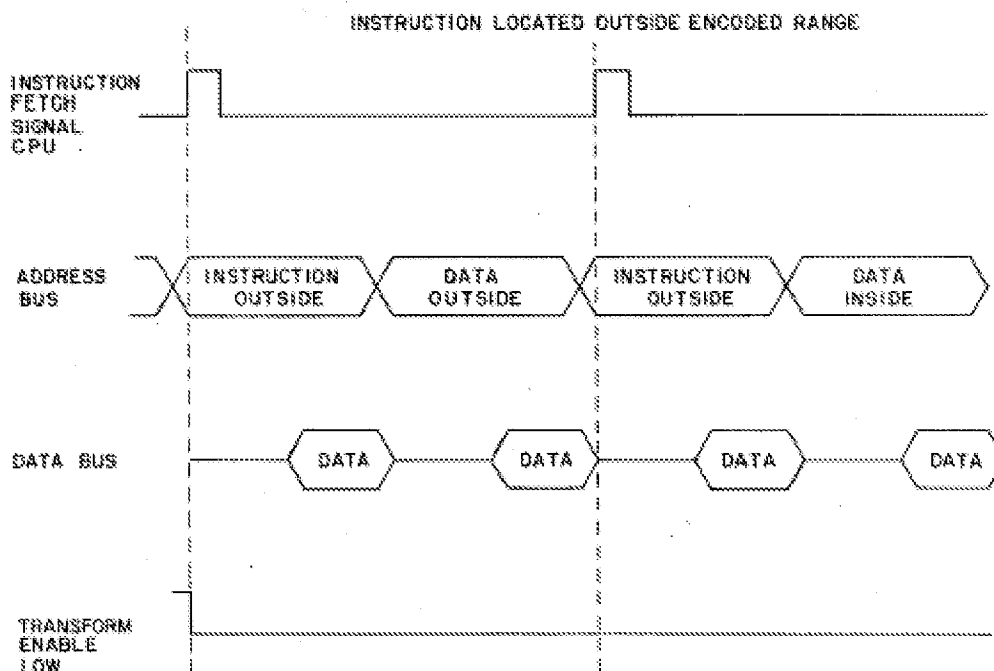 INSTRUCTION LOCATED OUTSIDE ENCODED RANGE
INSTRUCTION
FETCH
SIGNAL
CPU
ADDRESS
BUS
INSTRUCTION
OUTSIDE
DATA
OUTSIDE
INSTRUCTION
OUTSIDE
DATA
INSIDE
DATA BUS
DATA
DATA
DATA
DATA
TRANSFORM
ENABLE
LOW